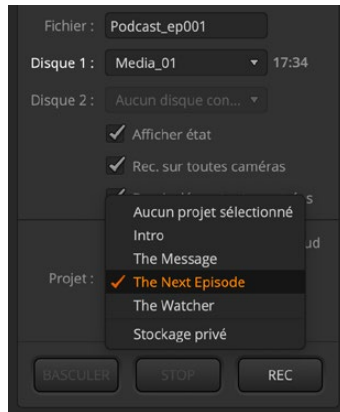 Fichier : Podcast_ep001
Disque 1 : Media_01 17:34
Disque 2 : Aucun disque con...
Afficher état
Rec. sur toutes caméras
Aucun projet sélectionné
Intro
The Message
Projet : The Next Episode
The Watcher
Stockage privé
BASCULER STOP REC